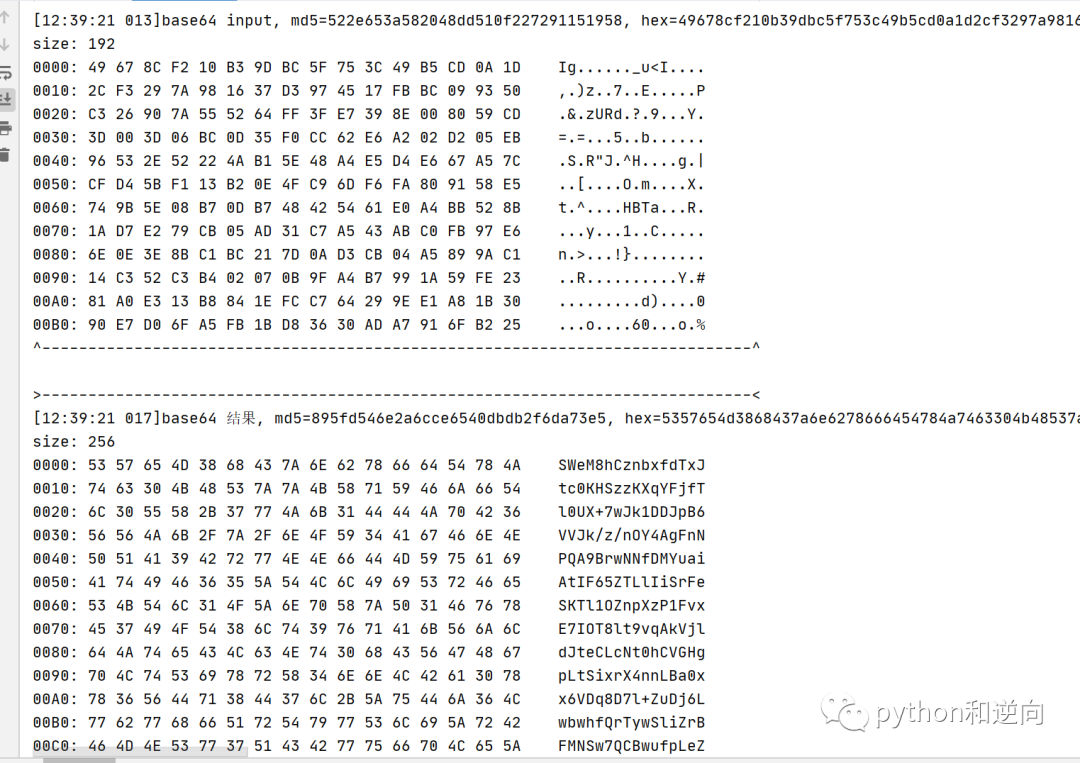 [12:39:21 013]base64 input, md5=522e653a582048dd510f227291151958, hex=49678cf210b39dbc5f753c49b5cd0a1d2cf3297a9816
size: 192
0000: 49 67 8C F2 10 B3 9D BC 5F 75 3C 49 B5 CD 0A 1D    Ig......_u<I....
0010: 2C F3 29 7A 98 16 37 D3 97 45 17 FB BC 09 93 50    ,.)z..7..E.....P
0020: C3 26 90 7A 55 52 64 FF 3F E7 39 8E 00 80 59 CD    .&.zURd.?.9...Y.
0030: 3D 00 3D 06 BC 0D 35 F0 CC 62 E6 A2 02 D2 05 EB    =.=...5..b......
0040: 96 53 2E 52 22 4A B1 5E 48 A4 E5 D4 E6 67 A5 7C    .S.R"J.^H....g.|
0050: CF D4 5B F1 13 B2 0E 4F C9 6D F6 FA 80 91 58 E5    ..[....O.m....X.
0060: 74 9B 5E 08 B7 0D B7 48 42 54 61 E0 A4 BB 52 8B    t.^....HBTa...R.
0070: 1A D7 E2 79 CB 05 AD 31 C7 A5 43 AB C0 FB 97 E6    ...y...1..C.....
0080: 6E 0E 3E 8B C1 BC 21 7D 0A D3 CB 04 A5 89 9A C1    n.>...!}........
0090: 14 C3 52 C3 B4 02 07 0B 9F A4 B7 99 1A 59 FE 23    ..R..........Y.#
00A0: 81 A0 E3 13 B8 84 1E FC C7 64 29 9E E1 A8 1B 30    .........d)....0
00B0: 90 E7 D0 6F A5 FB 1B D8 36 30 AD A7 91 6F B2 25    ...o....60...o.%
^-----------------------------------------------------------------------------^
>-----------------------------------------------------------------------------<
[12:39:21 017]base64 结果, md5=895fd546e2a6cce6540dbdb2f6da73e5, hex=5357654d3868437a6e6278666454784a7463304b48537a
size: 256
0000: 53 57 65 4D 38 68 43 7A 6E 62 78 66 64 54 78 4A    SWeM8hCznbxfdTxJ
0010: 74 63 30 4B 48 53 7A 7A 4B 58 71 59 46 6A 66 54    tc0KHSzzKXqYFjfT
0020: 6C 30 55 58 2B 37 77 4A 6B 31 44 44 4A 70 42 36    l0UX+7wJk1DDJpB6
0030: 56 56 4A 6B 2F 7A 2F 6E 4F 59 34 41 67 46 6E 4E    VVJk/z/nOY4AgFnN
0040: 50 51 41 39 42 72 77 4E 4E 66 44 4D 59 75 61 69    PQA9BrwNNfDMYuai
0050: 41 74 49 46 36 35 5A 54 4C 6C 49 69 53 72 46 65    AtIF65ZTLlIiSrFe
0060: 53 4B 54 6C 31 4F 5A 6E 70 58 7A 50 31 46 76 78    SKTl1OZnpXzP1Fvx
0070: 45 37 49 4F 54 38 6C 74 39 76 71 41 6B 56 6A 6C    E7IOT8lt9vqAkVjl
0080: 64 4A 74 65 43 4C 63 4E 74 30 68 43 56 47 48 67    dJteCLcNt0hCVGHg
0090: 70 4C 74 53 69 78 72 58 34 6E 6E 4C 42 61 30 78    pLtSixrX4nnLBa0x
00A0: 78 36 56 44 71 38 44 37 6C 2B 5A 75 44 6A 36 4C    x6VDq8D7l+ZuDj6L
00B0: 77 62 77 68 66 51 72 54 79 77 53 6C 69 5A 72 42    wbwhfQrTywSliZrB
00C0: 46 4D 4E 53 77 37 51 43 42 77 75 66 70 4C 65 5A    FMNSw7QCBwufpLeZ
python和逆向